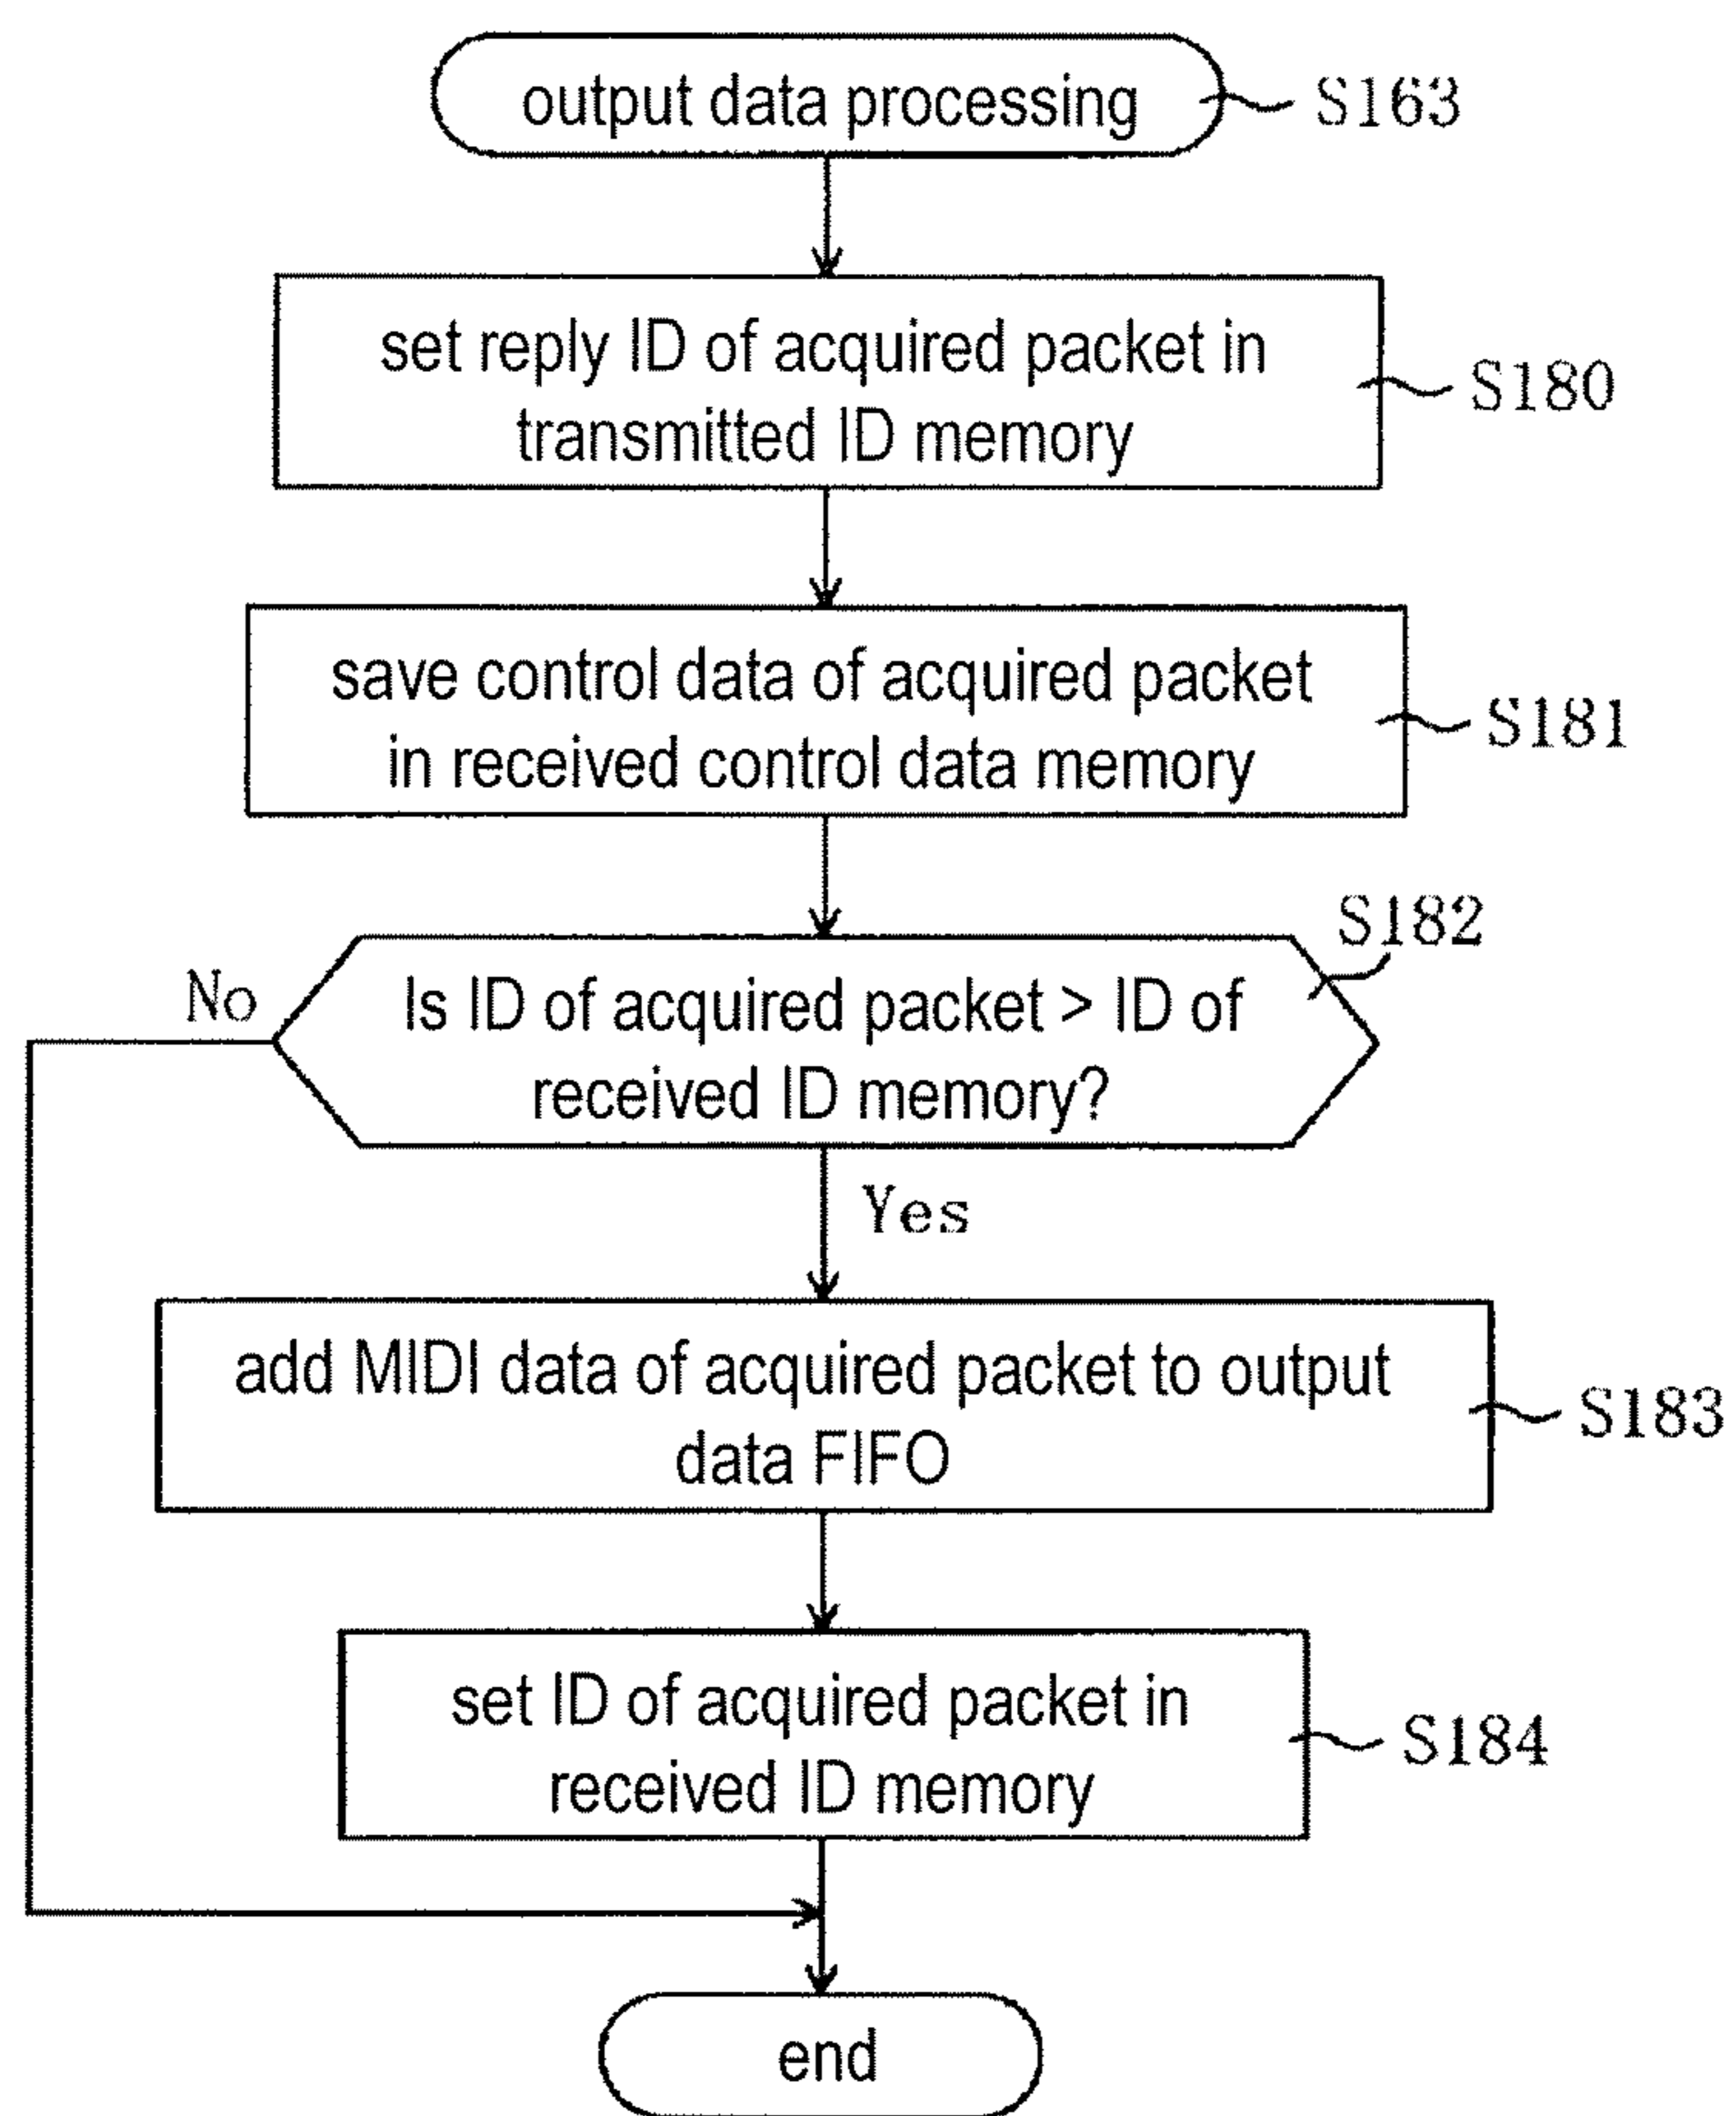 output data processing
S163
set reply ID of acquired packet in
transmitted ID memory
S180
save control data of acquired packet
in received control data memory
S181
S182
No
Is ID of acquired packet > ID of
received ID memory?
Yes
add MIDI data of acquired packet to output
data FIFO
S183
set ID of acquired packet in
received ID memory
S184
end